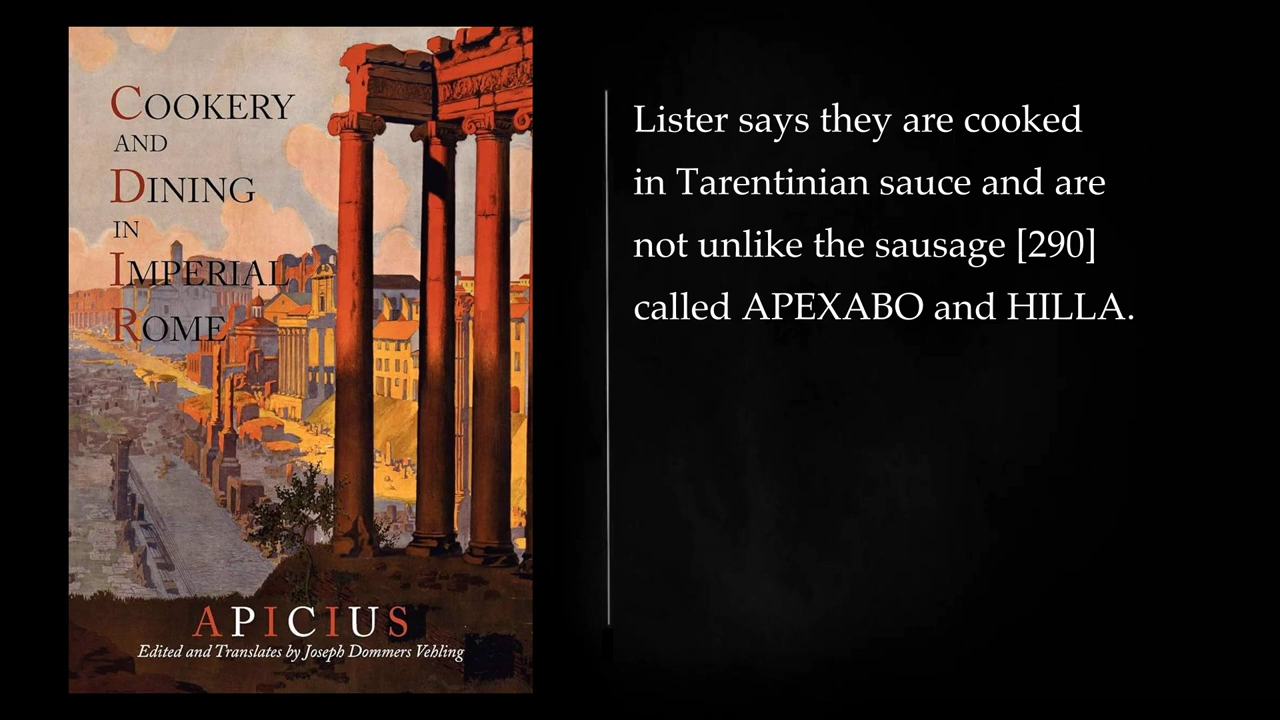 COOKERY
AND
DINING
IN
IMPERIAL
ROME
APICIUS
Edited and Translates by Joseph Dommers Vehling
Lister says they are cooked
in Tarentinian sauce and are
not unlike the sausage [290]
called APEXABO and HILLA.